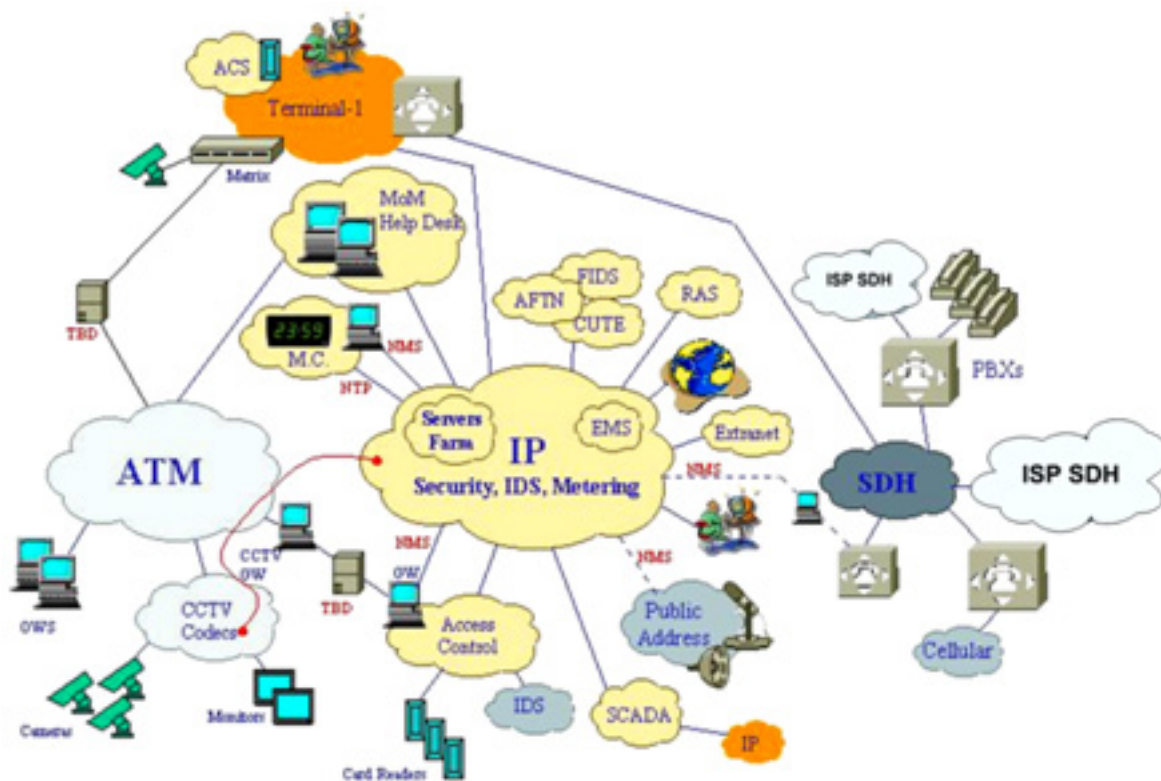 ACS
Terminal-1
Matrix
MoM
Help Desk
TBD
23:59
M.C.
NMS
NTP
FIDS
AFTN
CUTE
RAS
ISP SDH
PBXs
ATM
Servers
Farm
IP
EMS
Security, IDS, Metering
Extranet
NMS
SDH
ISP SDH
NMS
CCTV
OW
TBD
OW
NMS
OWS
CCTV
Codecs
Access
Control
Public
Address
Cellular
IDS
SCADA
IP
Cameras
Monitors
Card Readers